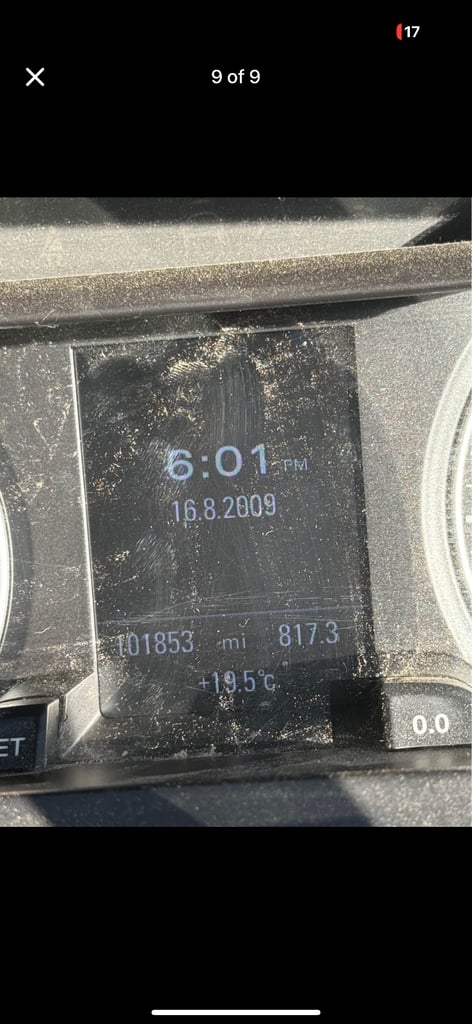 17
9 of 9
6:01 PM
16.8.2009
101853 mi 817.3
+19.5°c
ET
0.0